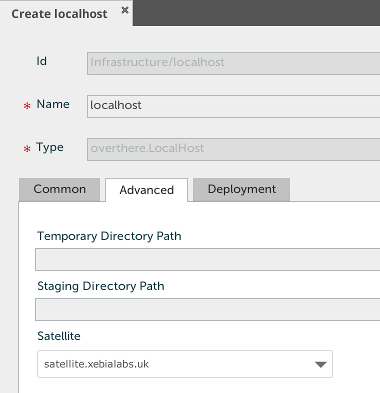 Create localhost ×
Id Infrastructure/localhost
* Name localhost
* Type overthere.LocalHost
Common Advanced Deployment
Temporary Directory Path
Staging Directory Path
Satellite
satellite.xebialabs.uk